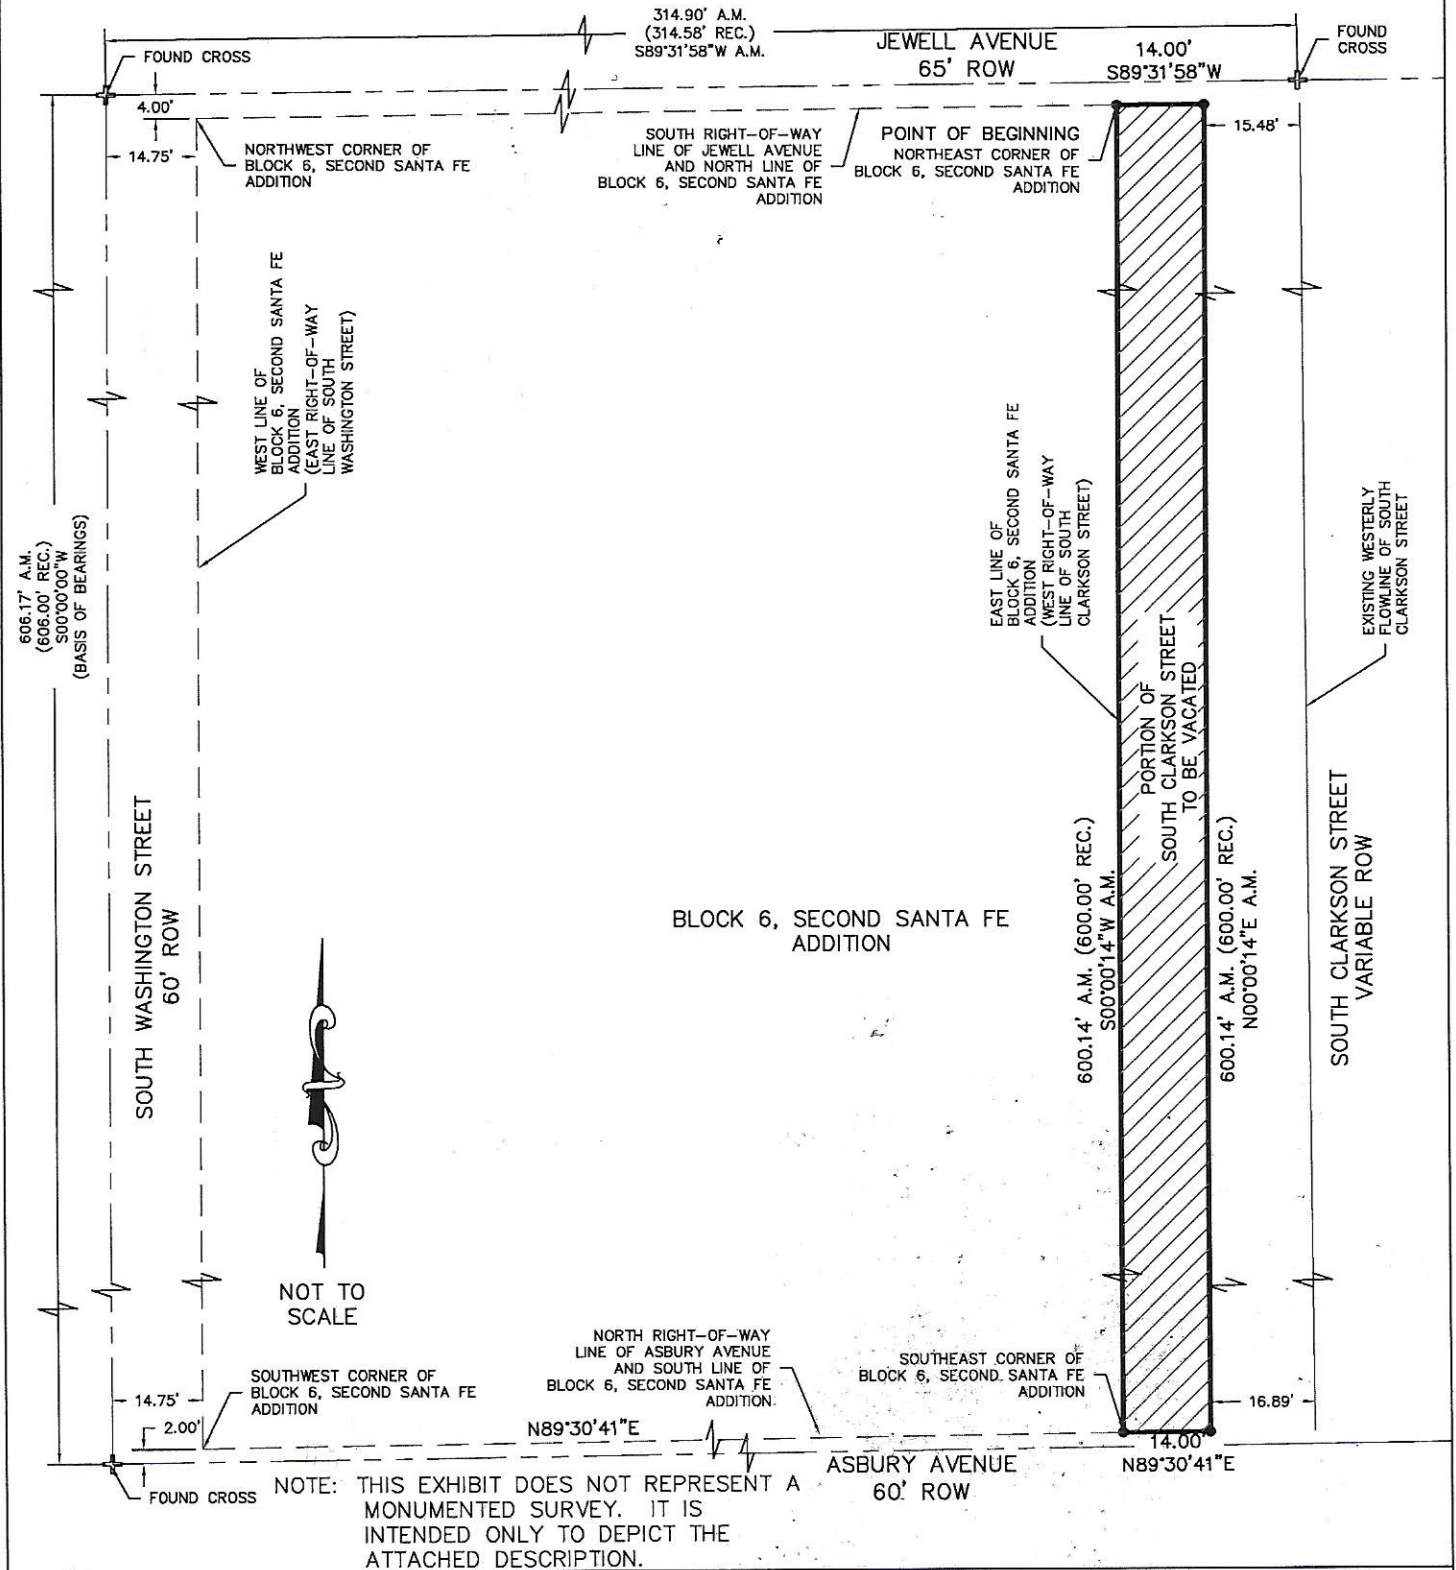 314.90' A.M.
(314.58' REC.)
S89°31'58"W A.M.
JEWELL AVENUE
65' ROW
14.00'
S89°31'58"W
FOUND
CROSS
FOUND CROSS
4.00'
14.75'
NORTHWEST CORNER OF
BLOCK 6, SECOND SANTA FE
ADDITION
SOUTH RIGHT-OF-WAY
LINE OF JEWELL AVENUE
AND NORTH LINE OF
BLOCK 6, SECOND SANTA FE
ADDITION
POINT OF BEGINNING
NORTHEAST CORNER OF
BLOCK 6, SECOND SANTA FE
ADDITION
15.48'
WEST LINE OF
BLOCK 6, SECOND SANTA FE
ADDITION
(EAST RIGHT-OF-WAY
LINE OF SOUTH
WASHINGTON STREET)
606.17' A.M.
(606.00' REC.)
S00°00'00"W
(BASIS OF BEARINGS)
EAST LINE OF
BLOCK 6, SECOND SANTA FE
ADDITION
(WEST RIGHT-OF-WAY
LINE OF SOUTH
CLARKSON STREET)
PORTION OF
SOUTH CLARKSON STREET
TO BE VACATED
EXISTING WESTERLY
FLOWLINE OF SOUTH
CLARKSON STREET
SOUTH WASHINGTON STREET
60' ROW
BLOCK 6, SECOND SANTA FE
ADDITION
600.14' A.M. (600.00' REC.)
S00°00'14"W A.M.
600.14' A.M. (600.00' REC.)
N00°00'14"E A.M.
SOUTH CLARKSON STREET
VARIABLE ROW
NOT TO
SCALE
14.75'
2.00'
SOUTHWEST CORNER OF
BLOCK 6, SECOND SANTA FE
ADDITION
NORTH RIGHT-OF-WAY
LINE OF ASBURY AVENUE
AND SOUTH LINE OF
BLOCK 6, SECOND SANTA FE
ADDITION
SOUTHEAST CORNER OF
BLOCK 6, SECOND SANTA FE
ADDITION
16.89'
N89°30'41"E
14.00'
N89°30'41"E
ASBURY AVENUE
60' ROW
FOUND CROSS
NOTE: THIS EXHIBIT DOES NOT REPRESENT A
MONUMENTED SURVEY. IT IS
INTENDED ONLY TO DEPICT THE
ATTACHED DESCRIPTION.